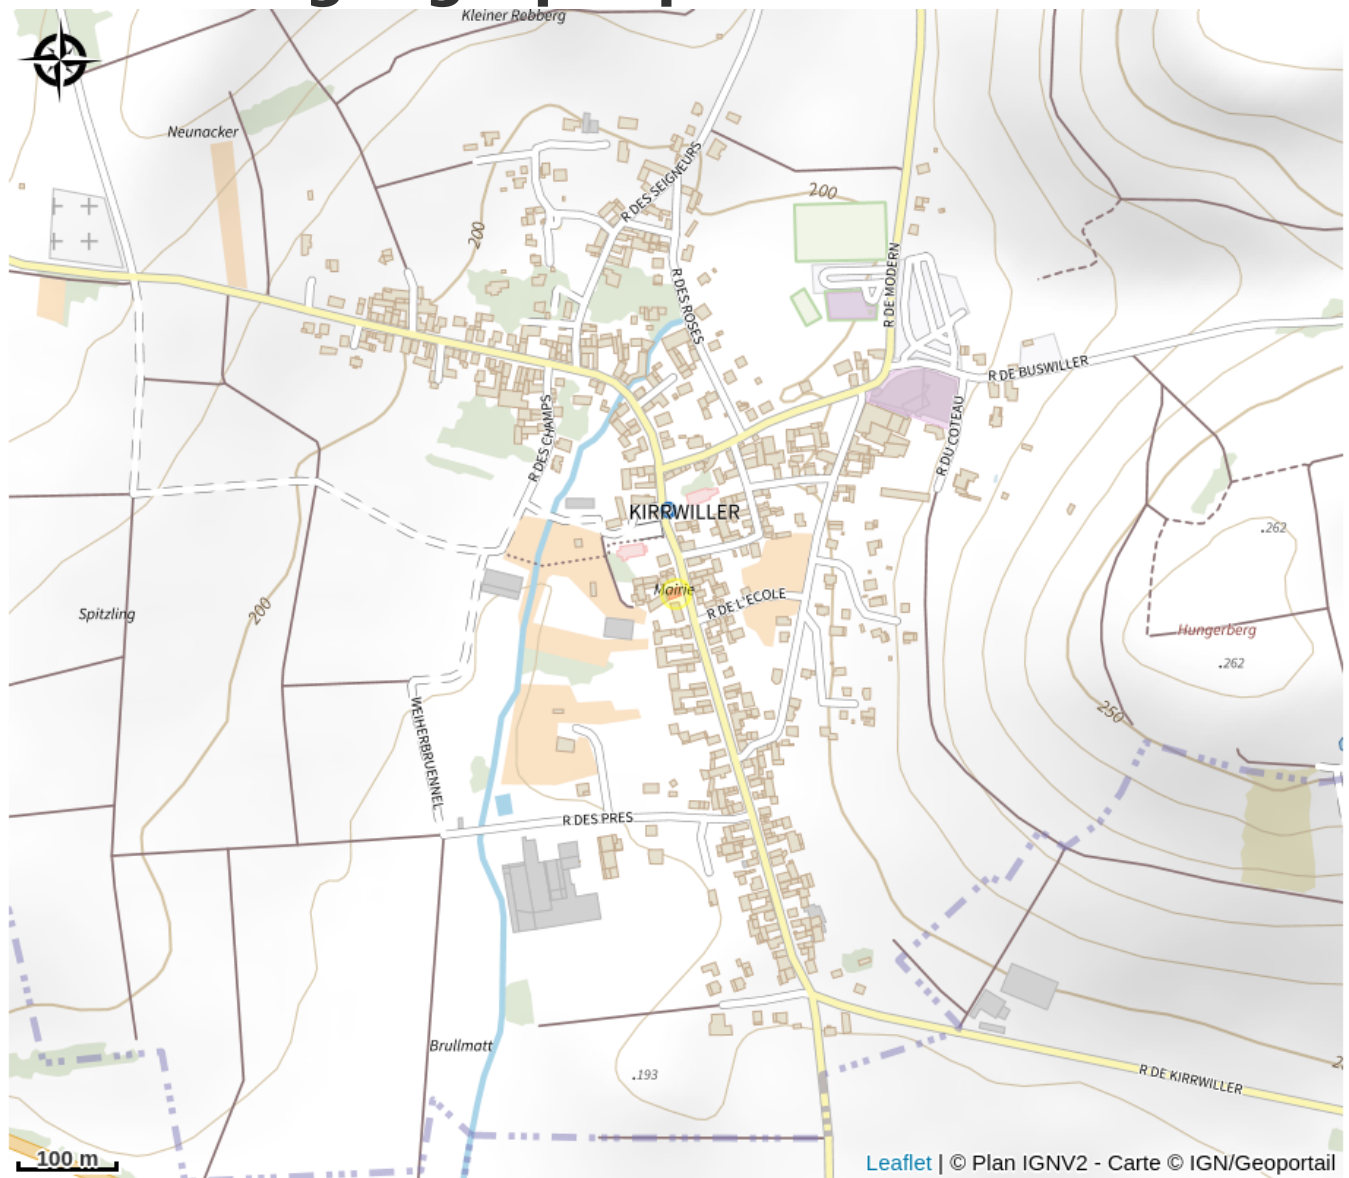 Kleiner Rebberg
Neunacker
R DES SEIGNEURS
200
200
R DE MODERN
R DES ROSES
R DE BUSWILLER
R DES CHAMPS
R DU COTEAU
KIRRWILLER
.262
Mairie
R DE L'ECOLE
Spitzling
200
Hungerberg
.262
WEIHERBRUENNEL
250
R DES PRES
Brullmatt
.193
R DE KIRRWILLER
100 m
Leaflet | © Plan IGNV2 - Carte © IGN/Geoportail